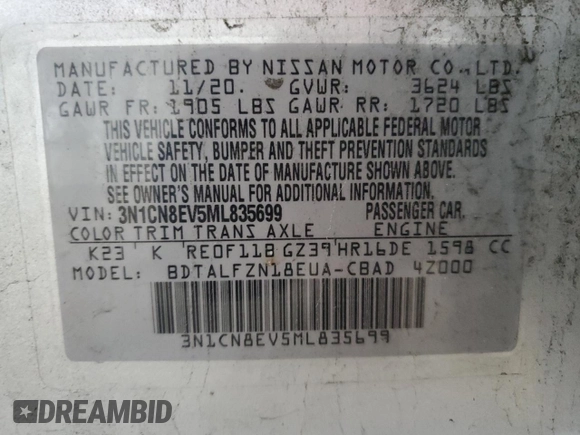 MANUFACTURED BY NISSAN MOTOR CO., LTD.
DATE: 11/20. GVWR: 3624 LBS
GAWR FR: 1905 LBS GAWR RR: 1720 LBS
THIS VEHICLE CONFORMS TO ALL APPLICABLE FEDERAL MOTOR
VEHICLE SAFETY, BUMPER AND THEFT PREVENTION STANDARDS
IN EFFECT ON THE DATE OF MANUFACTURE SHOWN ABOVE.
SEE OWNER'S MANUAL FOR ADDITIONAL INFORMATION.
VIN: 3N1CN8EV5ML835699 PASSENGER CAR.
COLOR TRIM TRANS AXLE ENGINE
K23 K RE0F11B GZ39 HR16DE 1598 CC
MODEL: BDTALFZN18EUA-CBAD 4Z000
3N1CN8EV5ML835699
DREAMBID